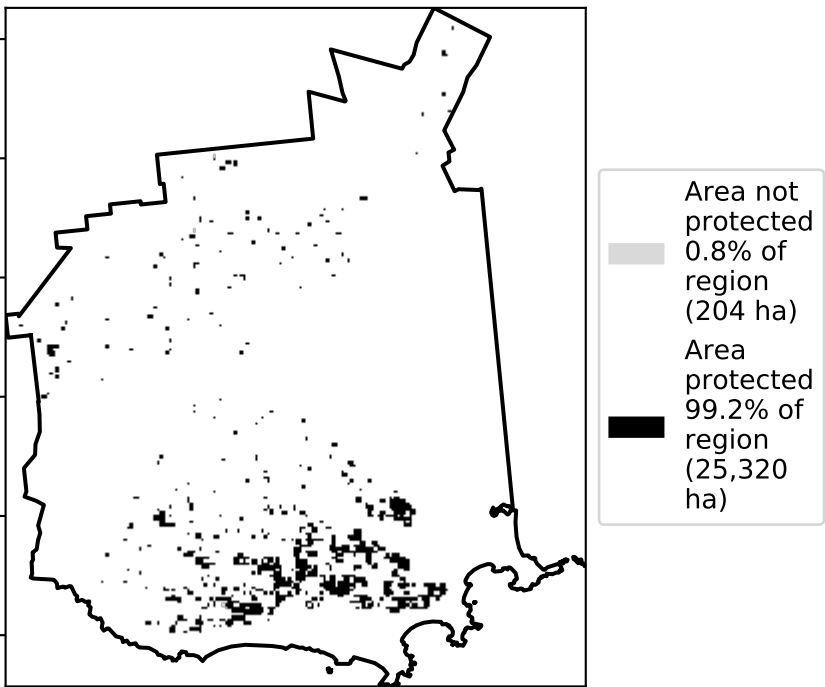 Area not
protected
0.8% of
region
(204 ha)
Area
protected
99.2% of
region
(25,320
ha)